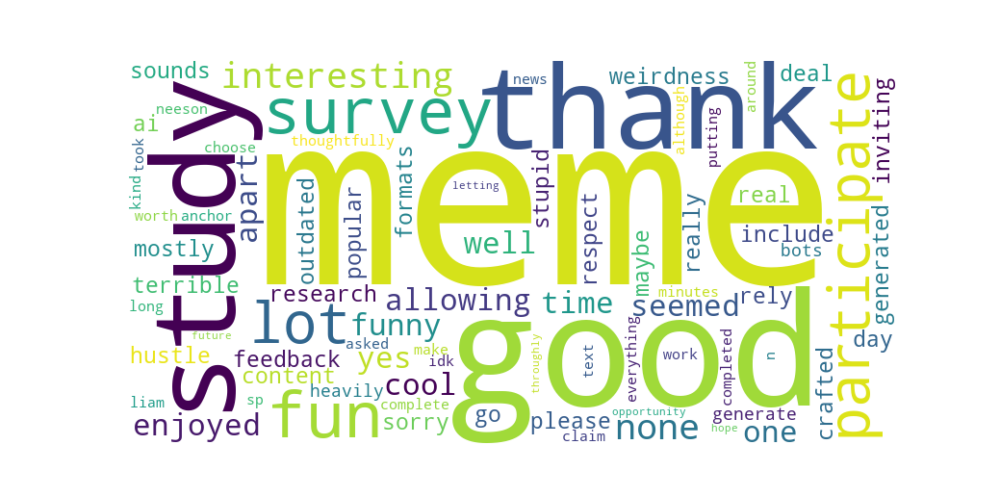 sounds
interesting
news
weirdness
deal
neeson
survey
thank
although
around
participate
inviting
ai
study
thoughtfully
putting
took
choose
meme
kind
apart
outdated
popular
formats
letting
stupid
respect
really
real
worth
anchor
well
maybe
include
mostly
bots
generated
terrible
research
allowing
time
seemed
minutes
rely
long
lot
funny
good
day
future
asked
hustle
feedback
yes
make
idk
throughly
text
everything
work
completed
n
crafted
content
heavily
cool
liam
sp
complete
enjoyed
fun
sorry
go
please
opportunity
generate
claim
none
hope
one